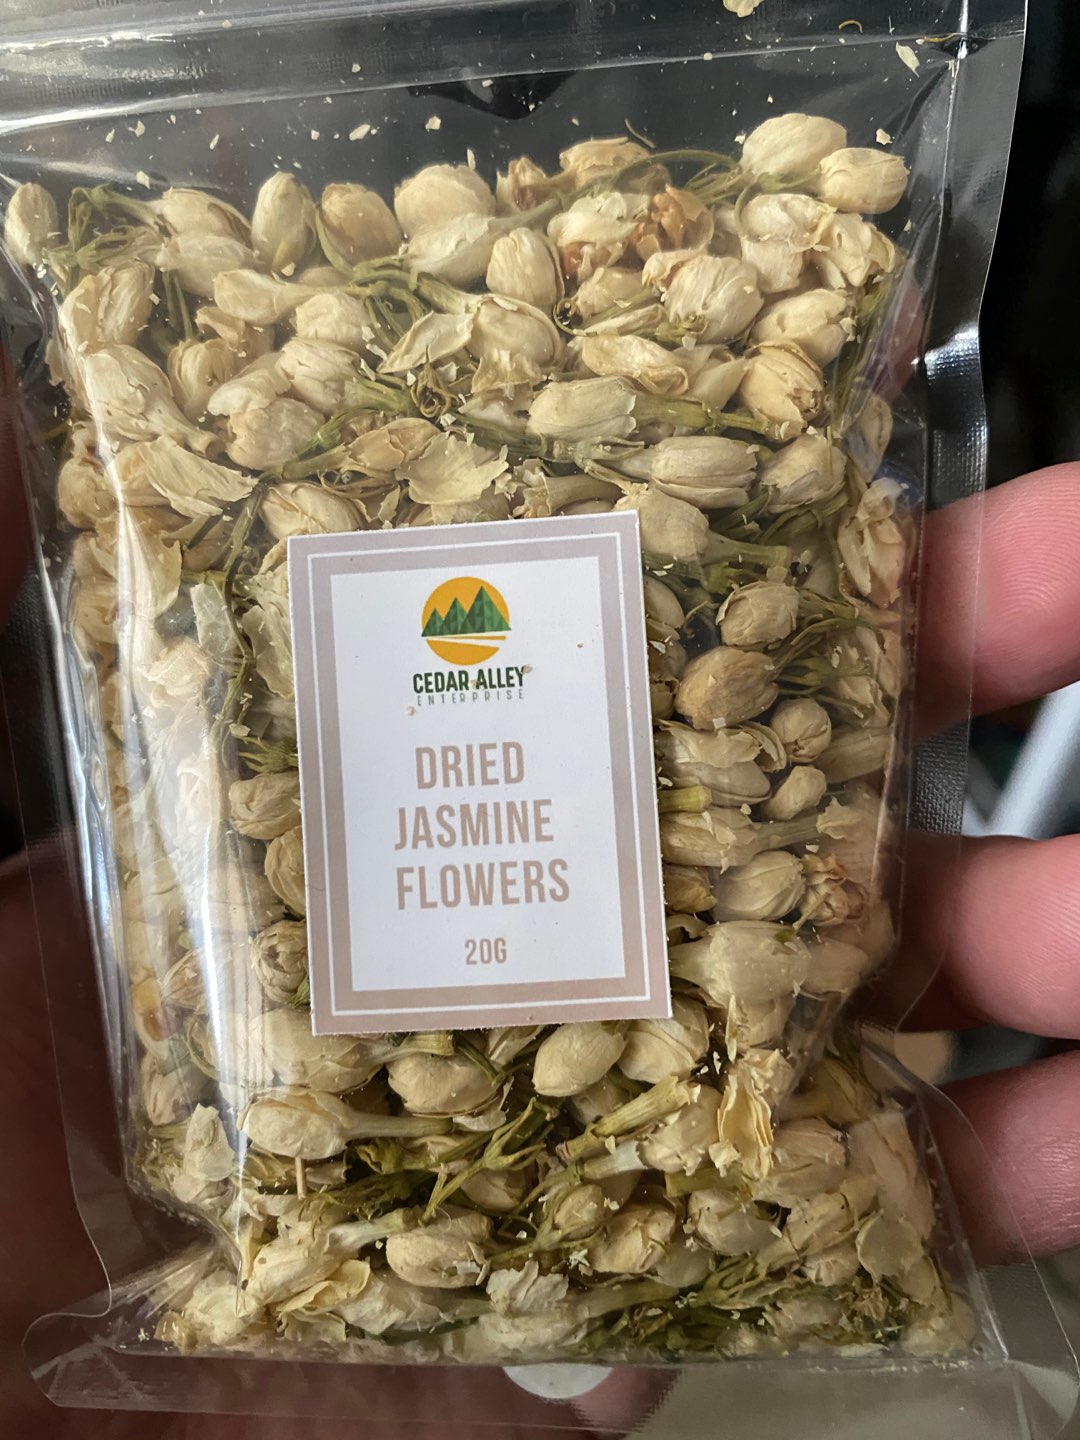 CEDAR ALLEY
ENTERPRISE
DRIED
JASMINE
FLOWERS
20G